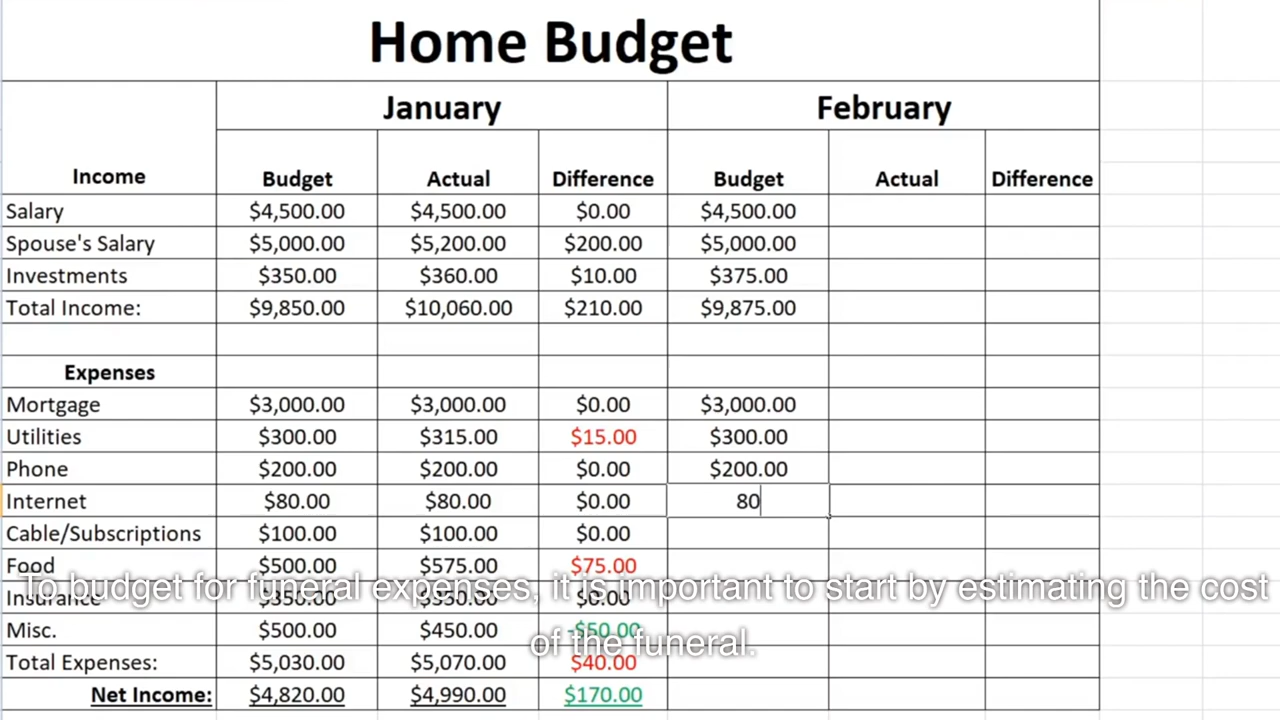 Home Budget
January February
Income Budget Actual Difference Budget Actual Difference
Salary $4,500.00 $4,500.00 $0.00 $4,500.00
Spouse's Salary $5,000.00 $5,200.00 $200.00 $5,000.00
Investments $350.00 $360.00 $10.00 $375.00
Total Income: $9,850.00 $10,060.00 $210.00 $9,875.00
Expenses
Mortgage $3,000.00 $3,000.00 $0.00 $3,000.00
Utilities $300.00 $315.00 $15.00 $300.00
Phone $200.00 $200.00 $0.00 $200.00
Internet $80.00 $80.00 $0.00 80
Cable/Subscriptions $100.00 $100.00 $0.00
Food $500.00 $575.00 $75.00
To budget for funeral expenses, it is important to start by estimating the cost
Insurance $350.00 $350.00 $0.00
Misc. $500.00 $450.00 -$50.00
of the funeral.
Total Expenses: $5,030.00 $5,070.00 $40.00
Net Income: $4,820.00 $4,990.00 $170.00